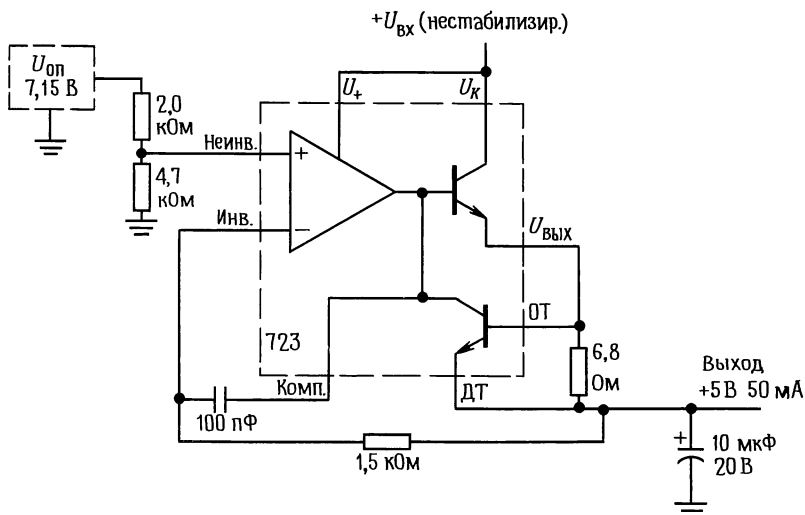 +Uвх (нестабилизир.)
Uоп
7,15 В
U+
Uк
2,0
кОм
Неинв.
+
4,7
кОм
Инв.
−
Uвых
ОТ
723
6,8
Ом
Комп.
ДТ
Выход
+5 В 50 мА
100 пФ
1,5 кОм
+
10 мкФ
20 В